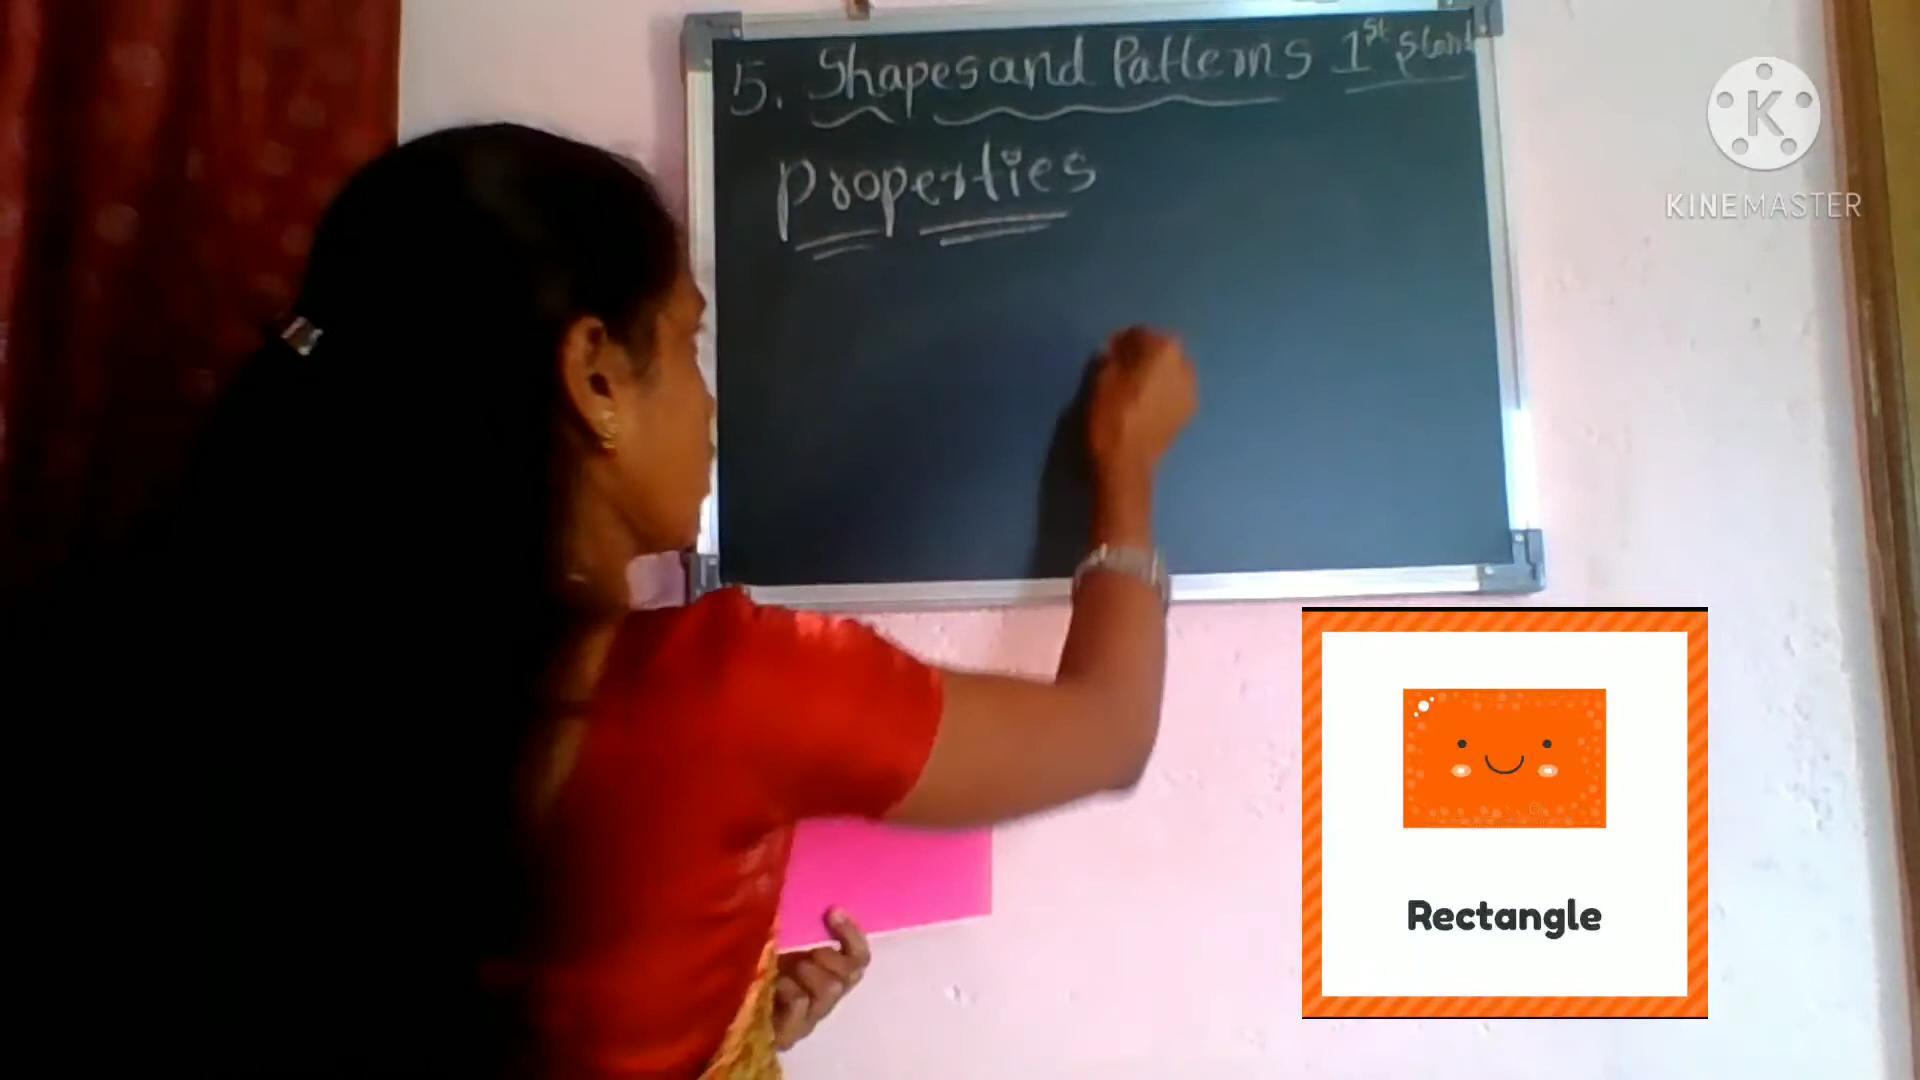 5. Shapes and Patterns 1st stand
properties
KINEMASTER
Rectangle